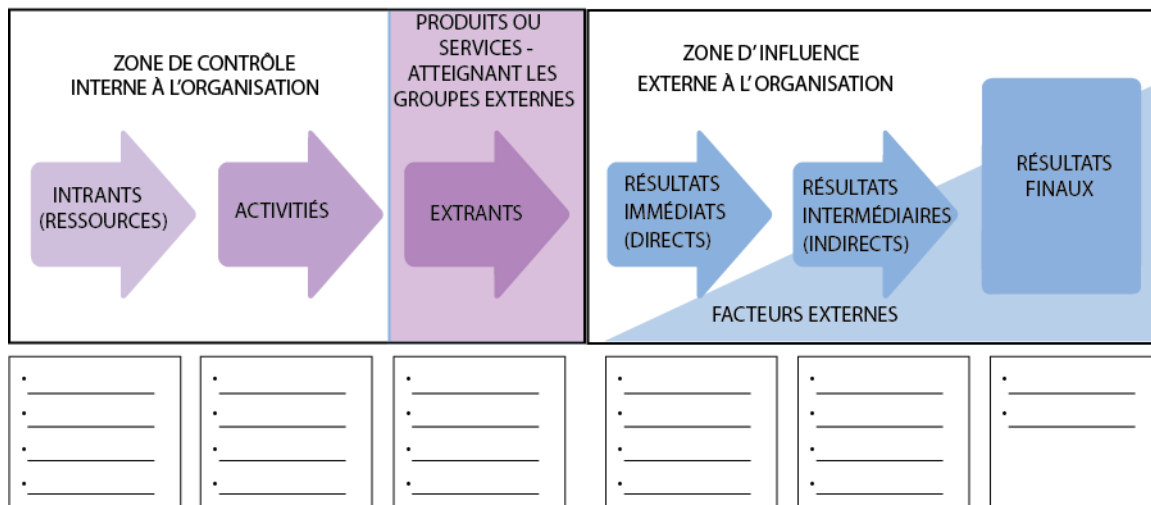 ZONE DE CONTRÔLE
INTERNE À L'ORGANISATION
PRODUITS OU
SERVICES -
ATTEIGNANT LES
GROUPES EXTERNES
ZONE D'INFLUENCE
EXTERNE À L'ORGANISATION
INTRANTS
(RESSOURCES)
ACTIVITIÉS
EXTRANTS
RÉSULTATS
IMMÉDIATS
(DIRECTS)
RÉSULTATS
INTERMÉDIAIRES
(INDIRECTS)
RÉSULTATS
FINAUX
FACTEURS EXTERNES